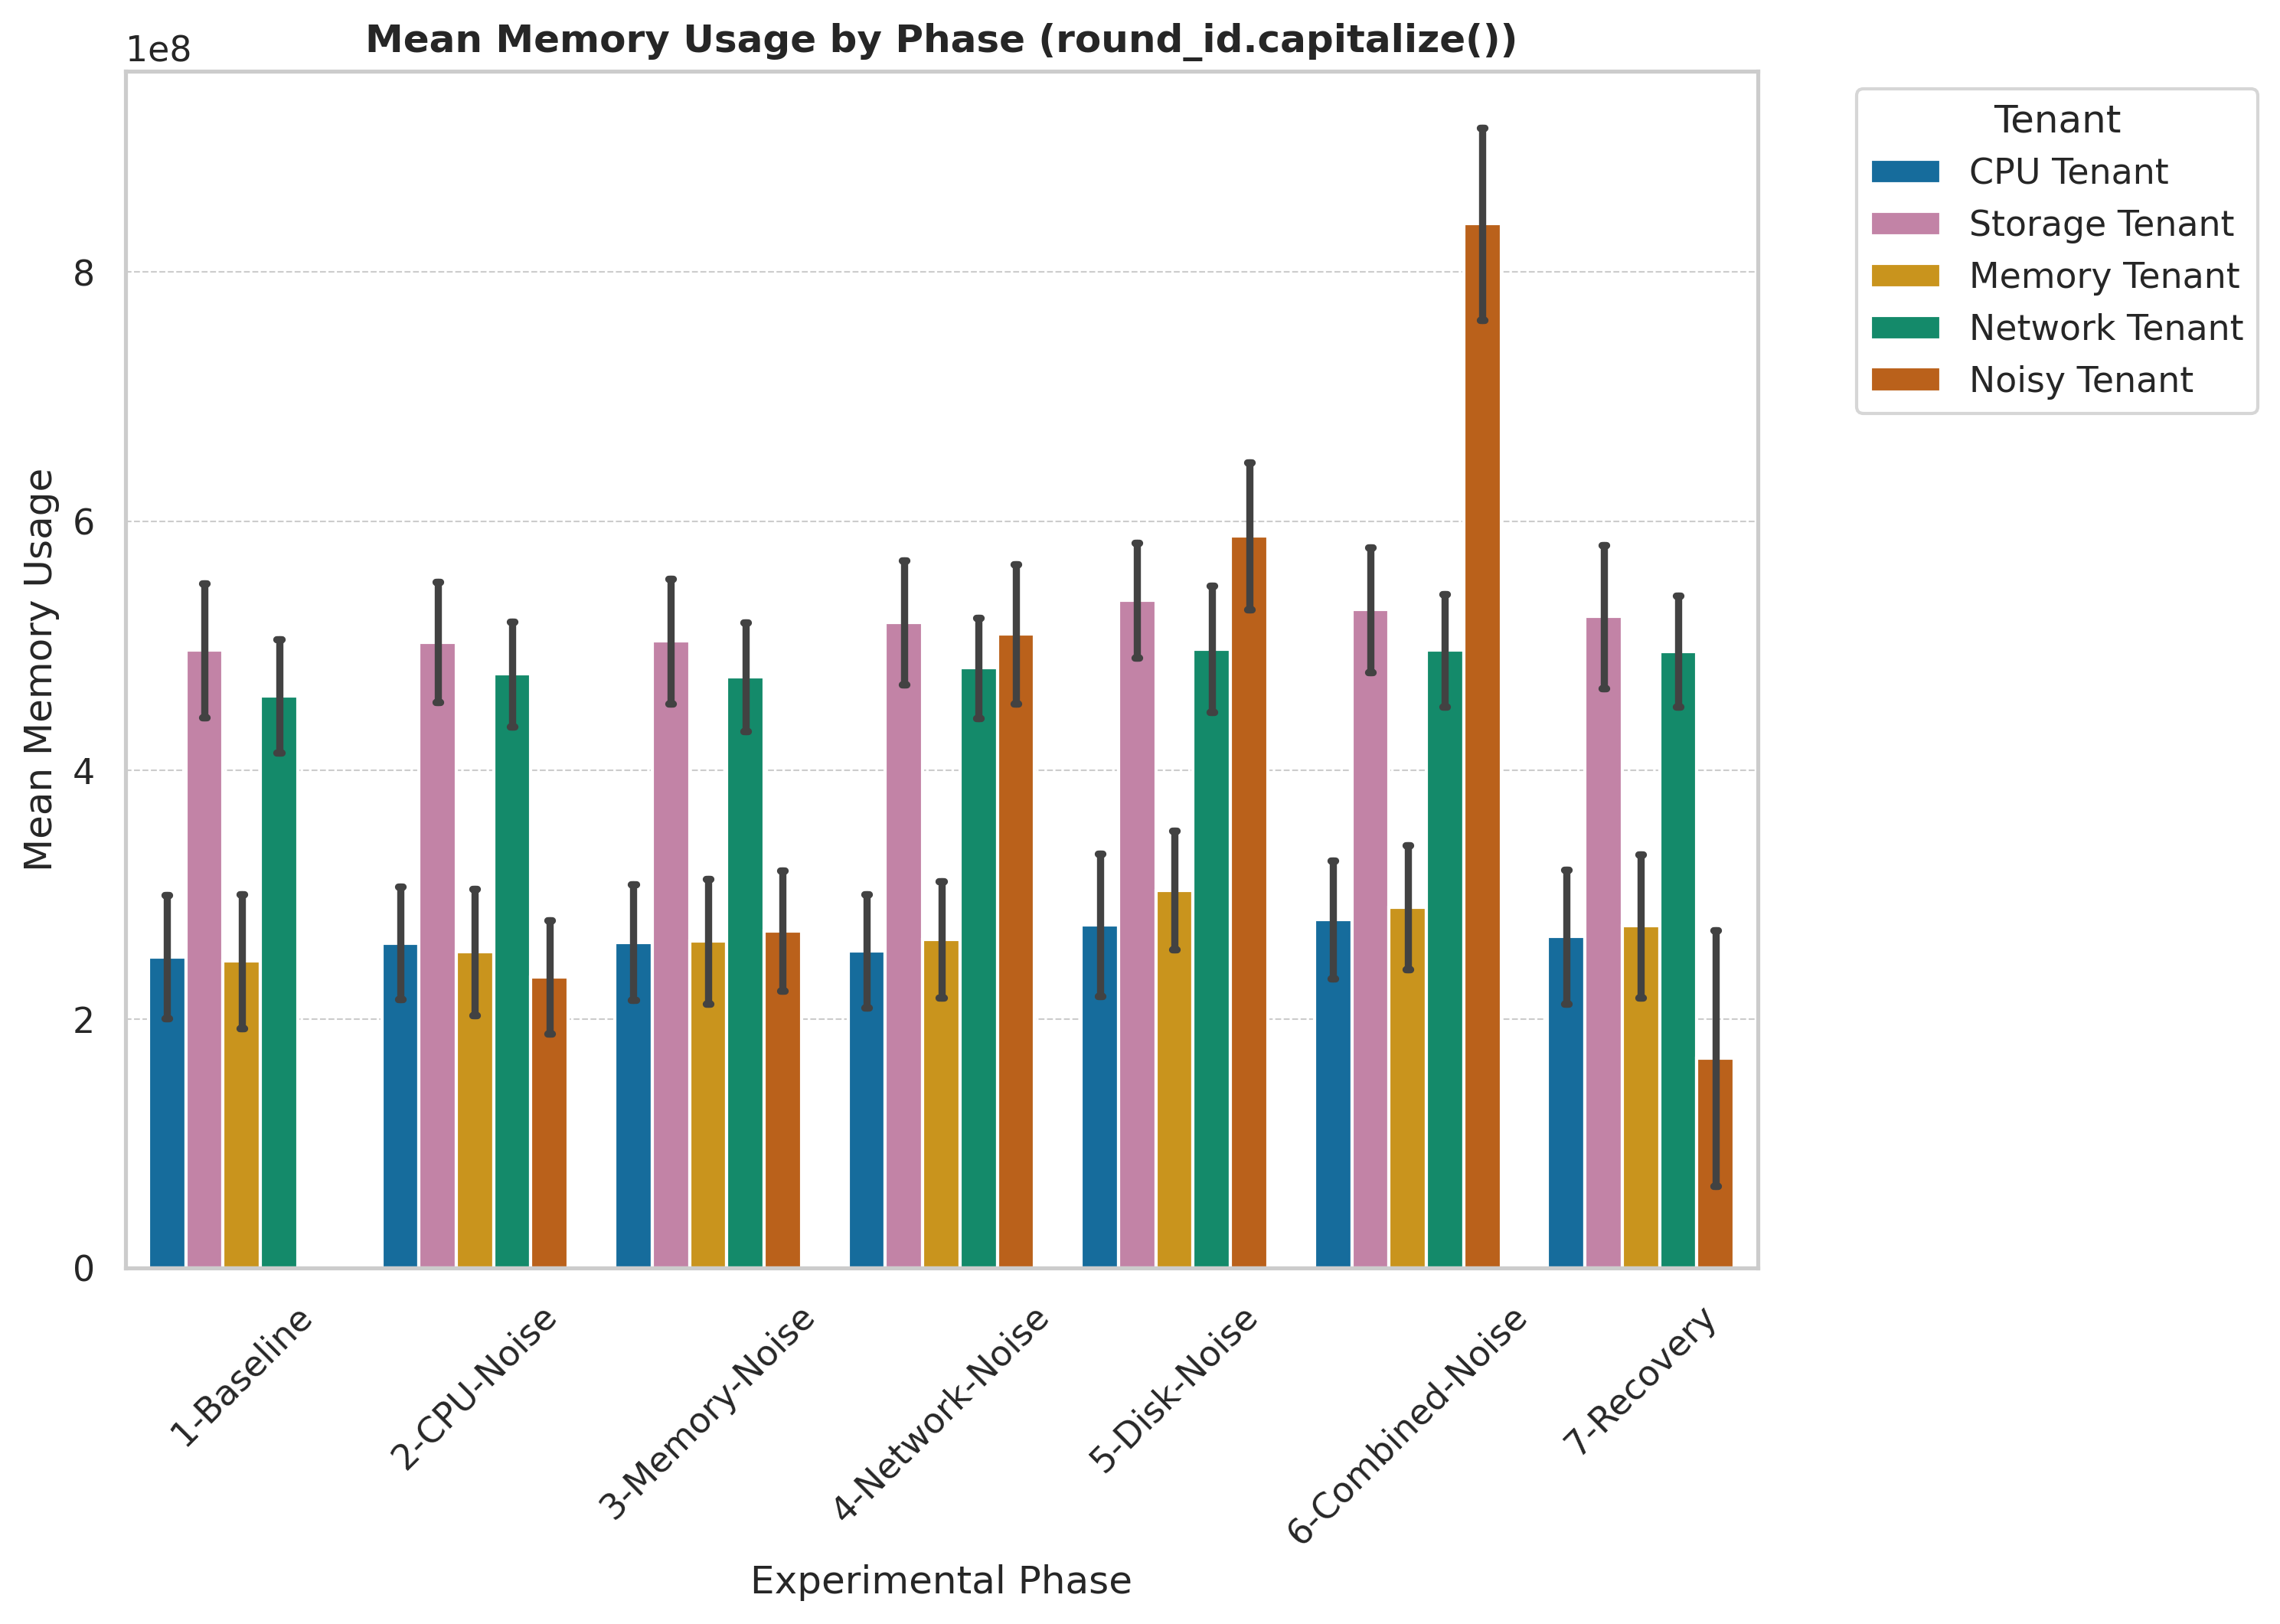 Mean Memory Usage by Phase (round_id.capitalize())
1e8
8
6
4
2
0
Mean Memory Usage
1-Baseline
2-CPU-Noise
3-Memory-Noise
4-Network-Noise
5-Disk-Noise
6-Combined-Noise
7-Recovery
Experimental Phase
Tenant
CPU Tenant
Storage Tenant
Memory Tenant
Network Tenant
Noisy Tenant